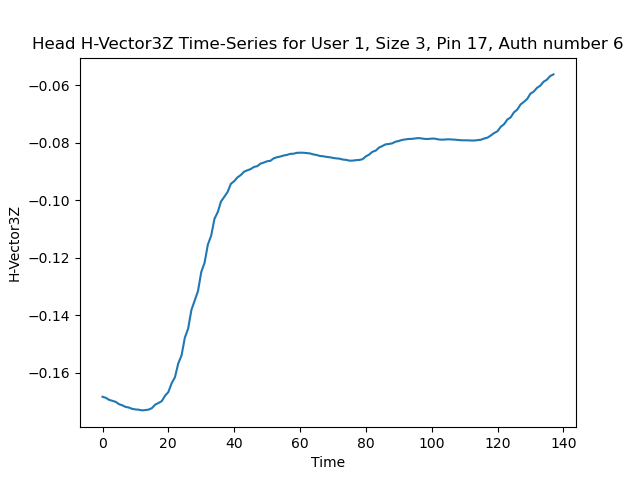 Head H-Vector3Z Time-Series for User 1, Size 3, Pin 17, Auth number 6
−0.06
−0.08
−0.10
−0.12
−0.14
−0.16
H-Vector3Z
0 20 40 60 80 100 120 140
Time